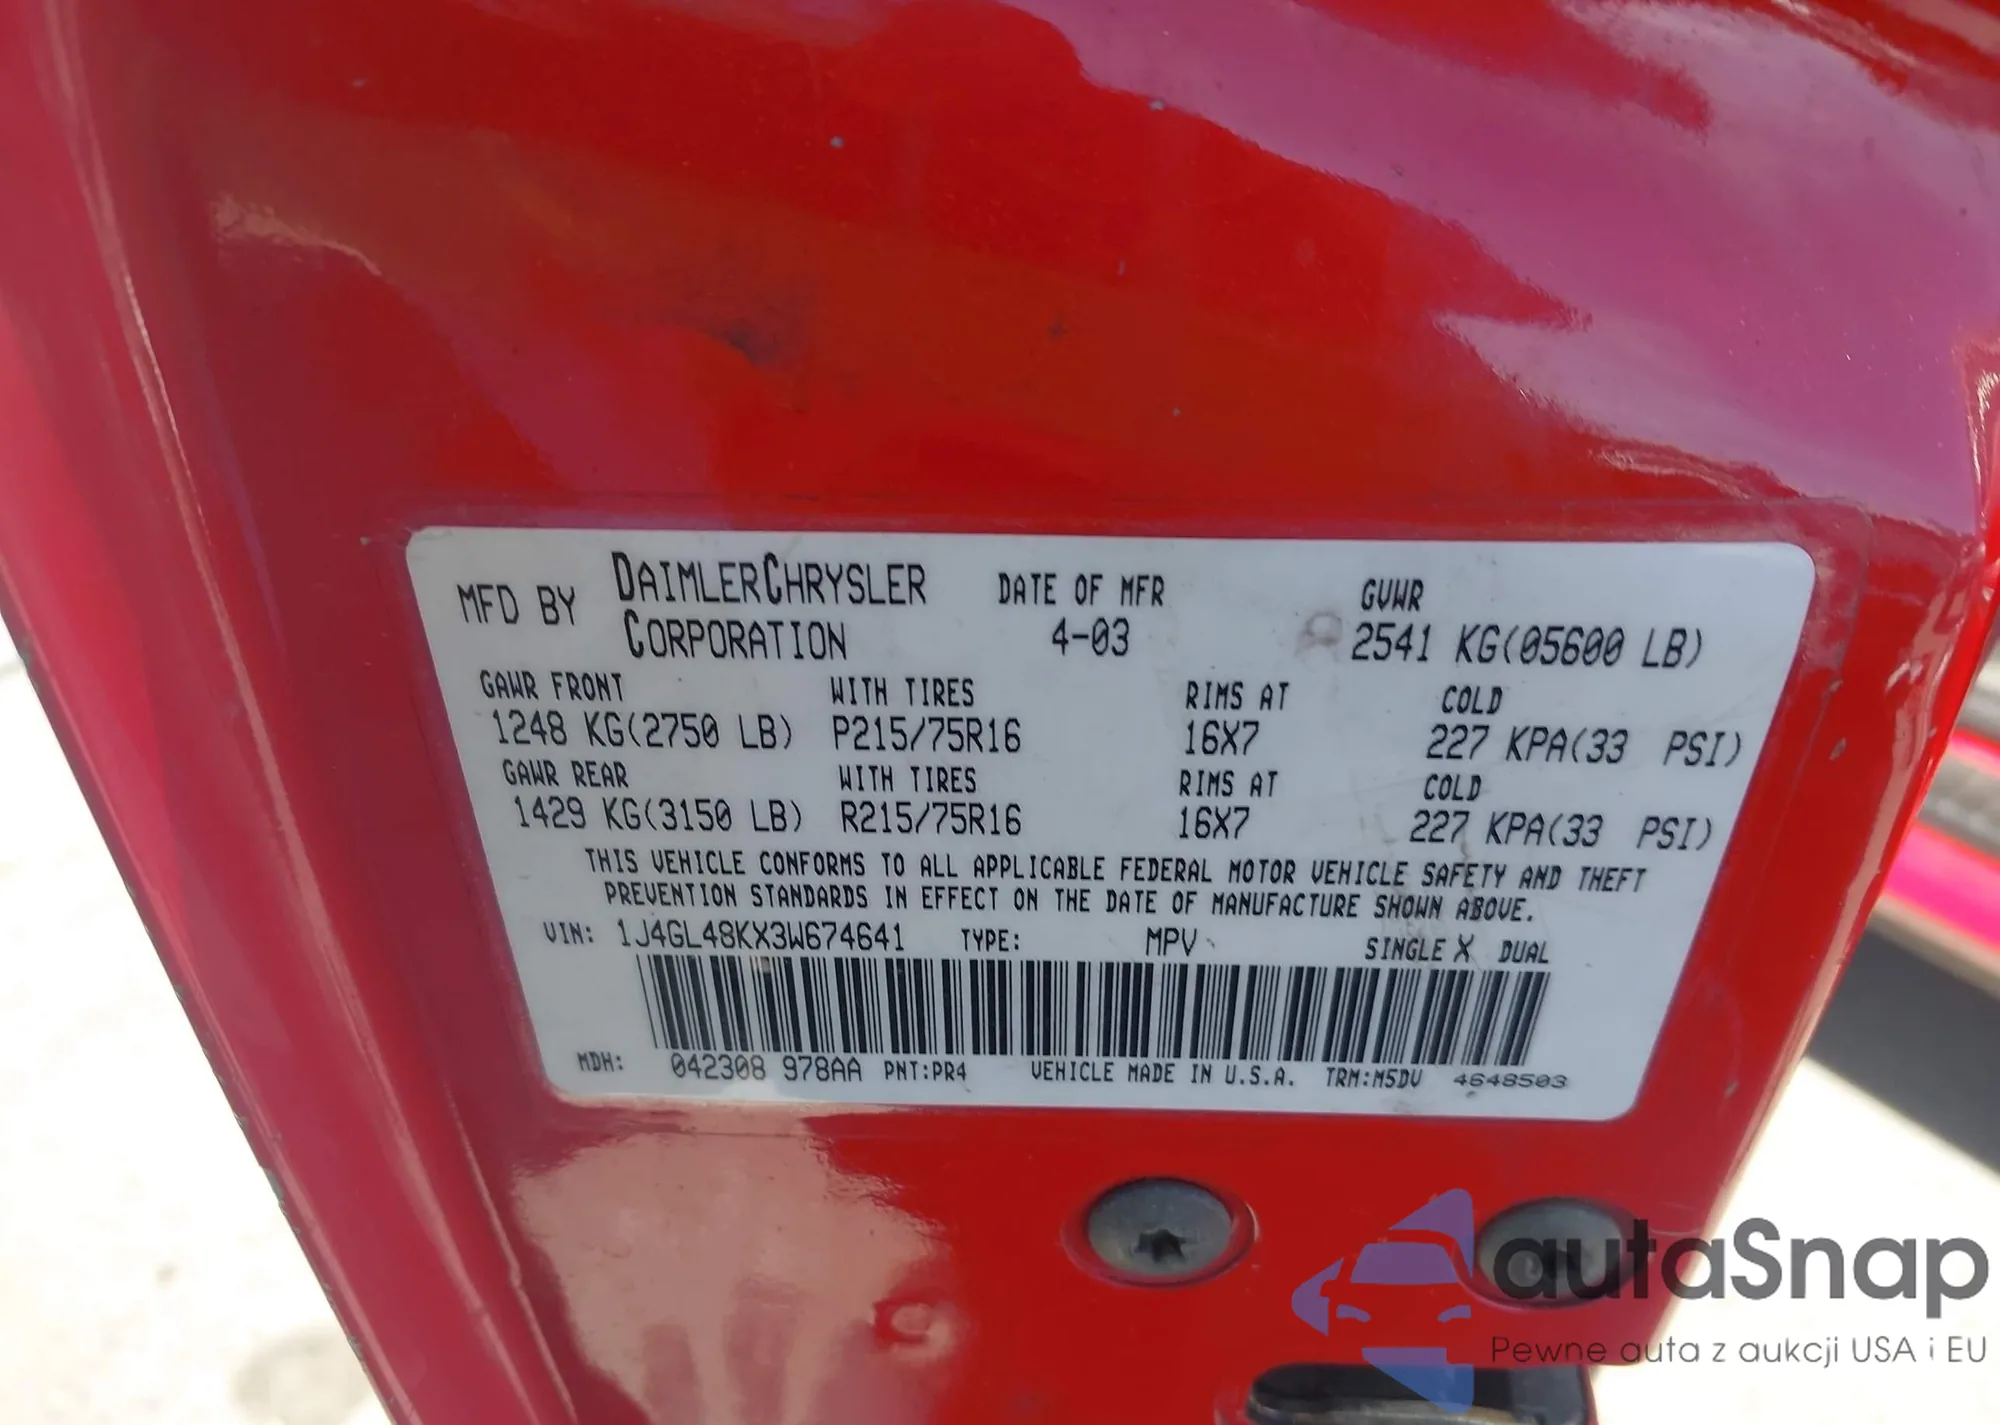 MFD BY DAIMLERCHRYSLER CORPORATION DATE OF MFR 4-03 GVWR 2541 KG(05600 LB)
GAWR FRONT WITH TIRES RIMS AT COLD
1248 KG(2750 LB) P215/75R16 16X7 227 KPA(33 PSI)
GAWR REAR WITH TIRES RIMS AT COLD
1429 KG(3150 LB) R215/75R16 16X7 227 KPA(33 PSI)
THIS VEHICLE CONFORMS TO ALL APPLICABLE FEDERAL MOTOR VEHICLE SAFETY AND THEFT
PREVENTION STANDARDS IN EFFECT ON THE DATE OF MANUFACTURE SHOWN ABOVE.
VIN: 1J4GL48KX3W674641 TYPE: MPV SINGLE X DUAL
MDH: 042308 978AA PNT:PR4 VEHICLE MADE IN U.S.A. TRM:M5DV 4648503
autaSnap
Pewne auta z aukcji USA i EU